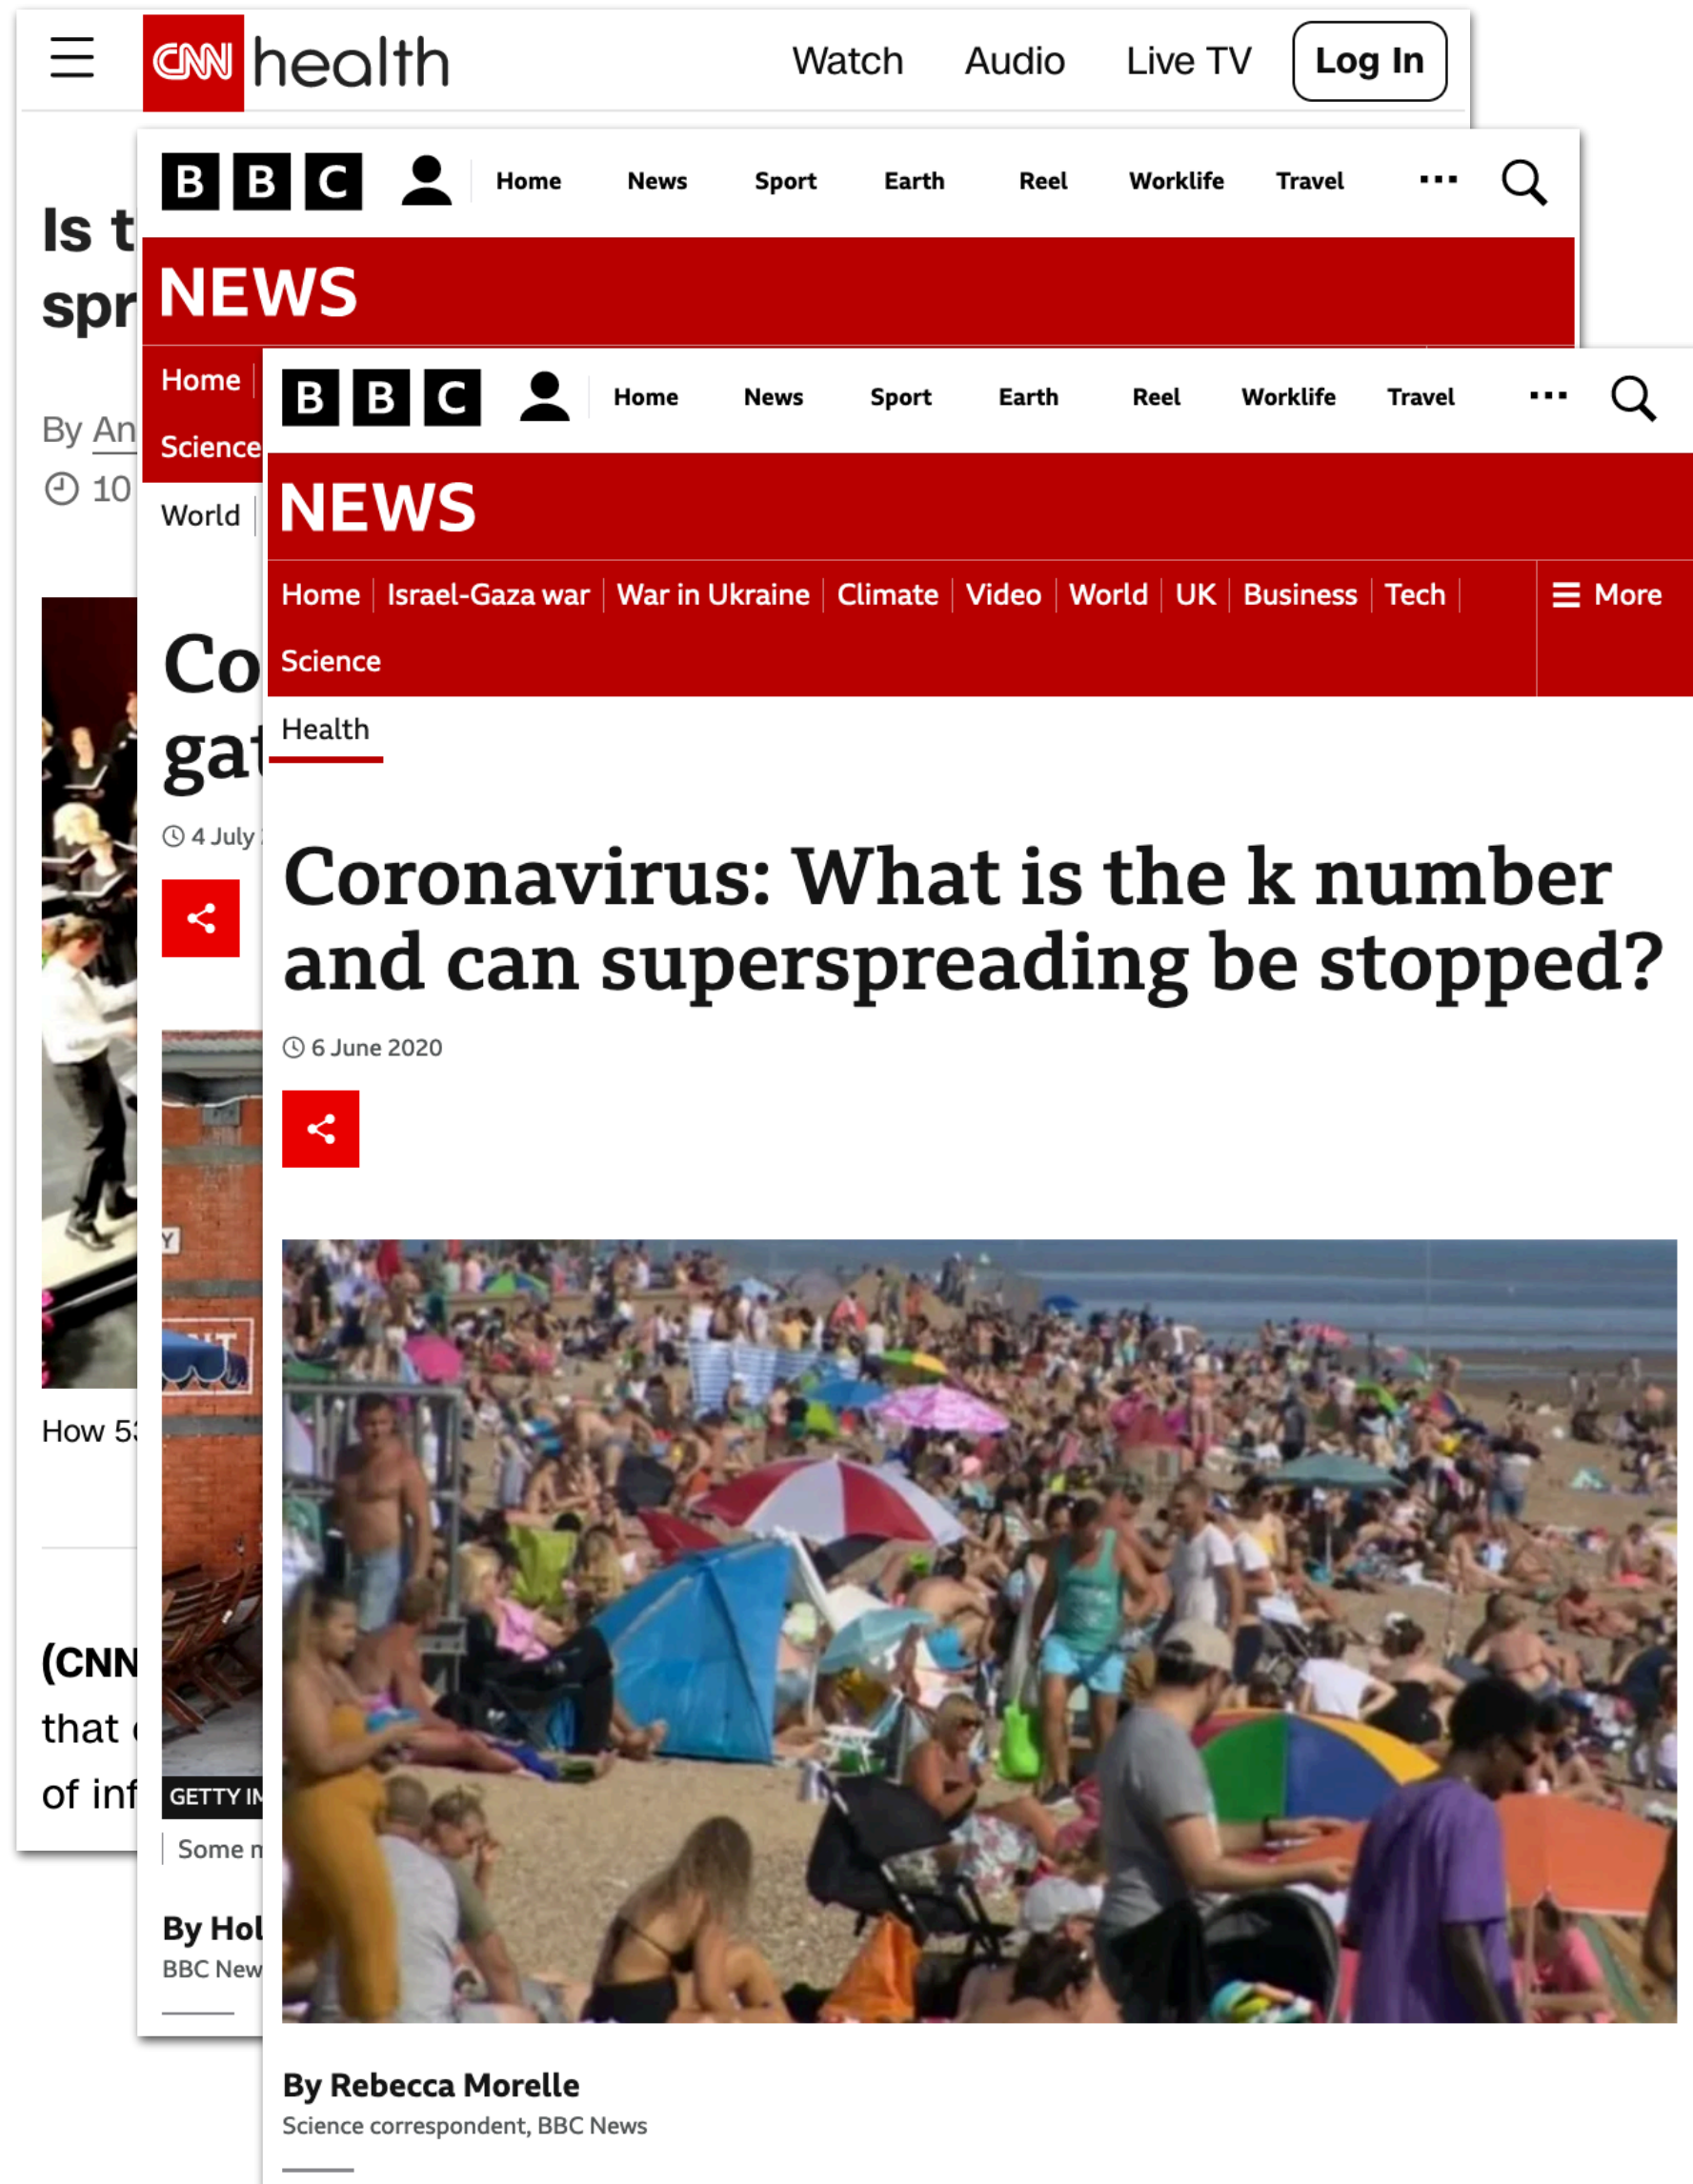 CNN health
Watch Audio Live TV Log In
Is t
spr
By An
10
How 53
(CNN
that
of inf
BBC
Home News Sport Earth Reel Worklife Travel
NEWS
Home
Science
World
Co
gat
4 July
Y
NT
GETTY IM
Some m
By Hol
BBC New
BBC
Home News Sport Earth Reel Worklife Travel
NEWS
Home Israel-Gaza war War in Ukraine Climate Video World UK Business Tech
More
Science
Health
Coronavirus: What is the k number
and can superspreading be stopped?
6 June 2020
By Rebecca Morelle
Science correspondent, BBC News